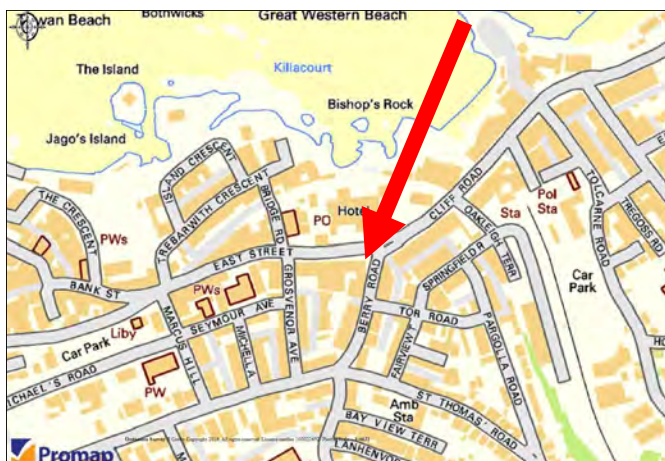 Towan Beach
Bothwicks
Great Western Beach
The Island
Killacourt
Bishop's Rock
Jago's Island
ISLAND CRESCENT
TREBARWITH CRESCENT
BRIDGE RD
THE CRESCENT
PWs
PO
Hotel
CLIFF ROAD
OAKLEIGH TERR
Sta
Pol
Sta
TOLCARNE ROAD
TREGOSS RD
EAST STREET
BANK ST
PWs
GROSVENOR AVE
BERRY ROAD
SPRINGFIELD R
Car
Park
Liby
SEYMOUR AVE
TOR ROAD
Car Park
MARCUS HILL
MICHELL A
FAIRVIEW T
PARGOLLA ROAD
MICHAEL'S ROAD
PW
Amb
Sta
ST THOMAS' ROAD
BAY VIEW TERR
LANHENVOR
Promap